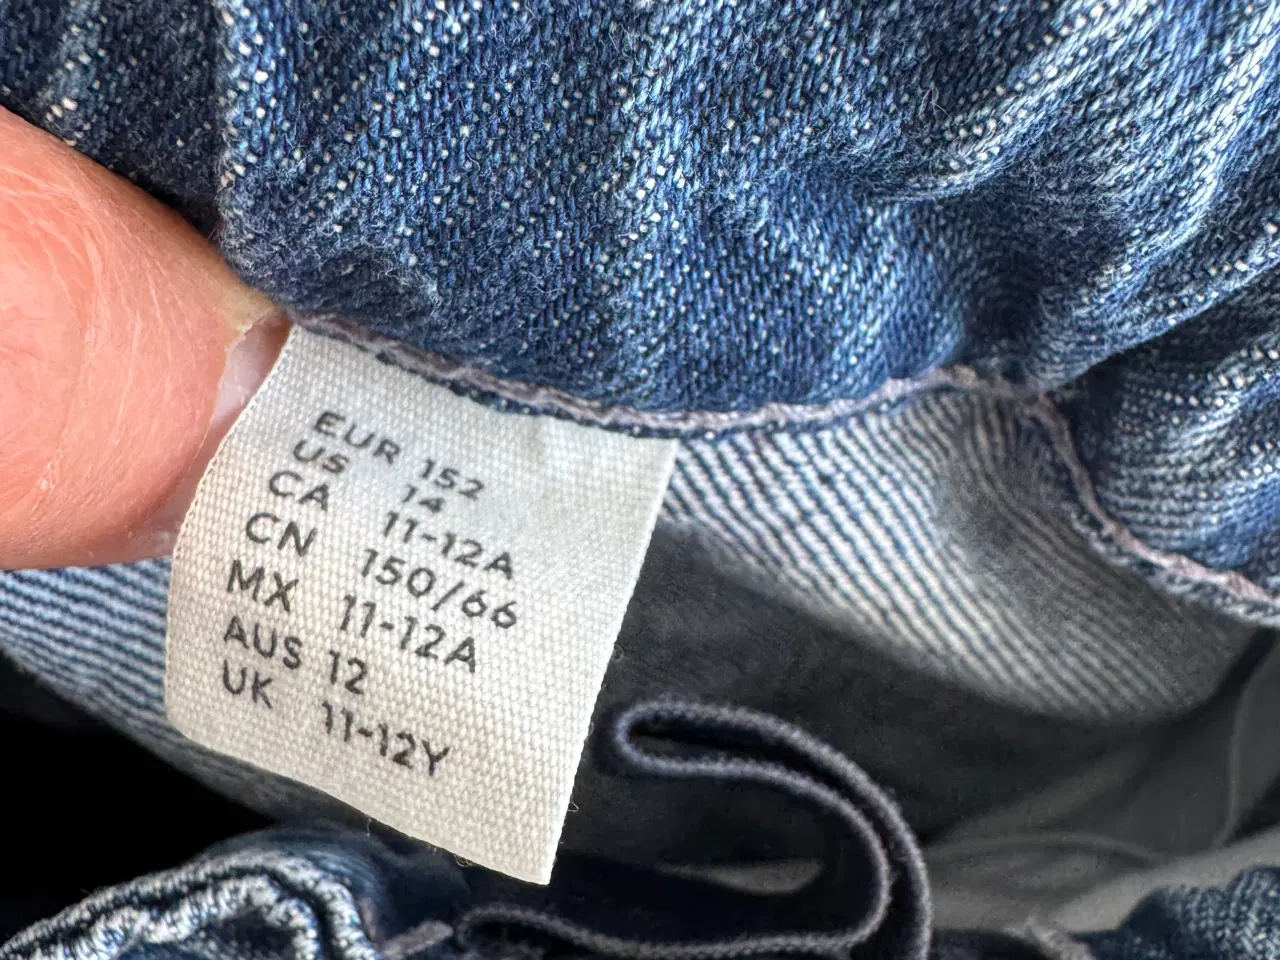 EUR 152
US 14
CA 11-12A
CN 150/66
MX 11-12A
AUS 12
UK 11-12Y